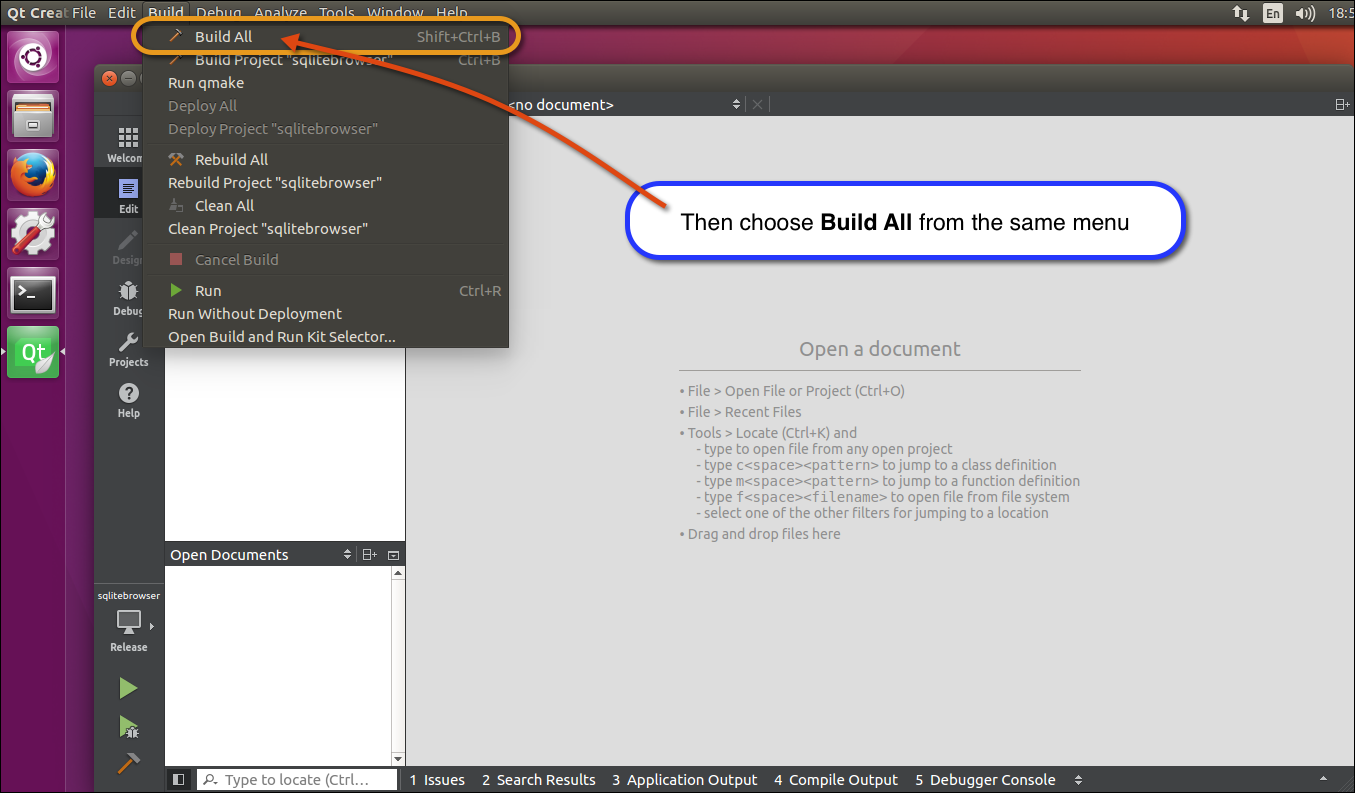 Qt Creat File Edit Build Debug Analyze Tools Window Help En 18:5
Build All Shift+Ctrl+B
Build Project "sqlitebrowser" Ctrl+B
Run qmake
Deploy All
Deploy Project "sqlitebrowser"
Rebuild All
Rebuild Project "sqlitebrowser"
Clean All
Clean Project "sqlitebrowser"
Cancel Build
Run Ctrl+R
Run Without Deployment
Open Build and Run Kit Selector...
<no document>
Welcom
Edit
Design
Debug
Projects
Help
Qt
Then choose Build All from the same menu
Open a document
• File > Open File or Project (Ctrl+O)
• File > Recent Files
• Tools > Locate (Ctrl+K) and
- type to open file from any open project
- type c<space><pattern> to jump to a class definition
- type m<space><pattern> to jump to a function definition
- type f<space><filename> to open file from file system
- select one of the other filters for jumping to a location
• Drag and drop files here
Open Documents
sqlitebrowser
Release
Type to locate (Ctrl... 1 Issues 2 Search Results 3 Application Output 4 Compile Output 5 Debugger Console